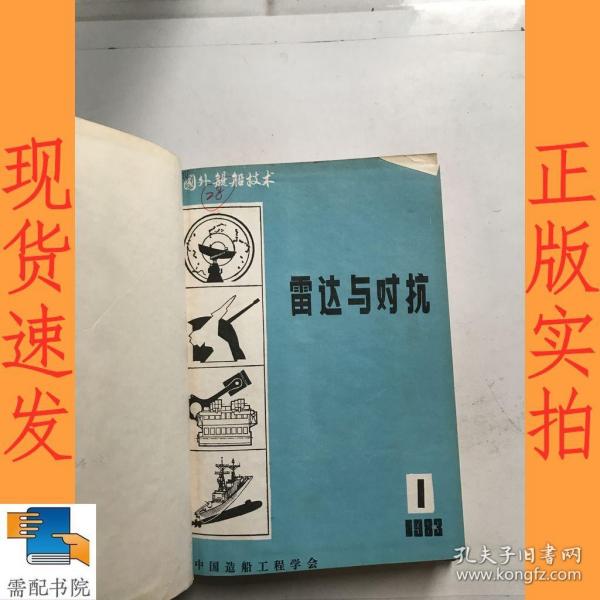 现货速发
正版实拍
國外舰船技术
28
雷达与对抗
1
1983
中国造船工程学会
需配书院
孔夫子旧书网
www.kongfz.com